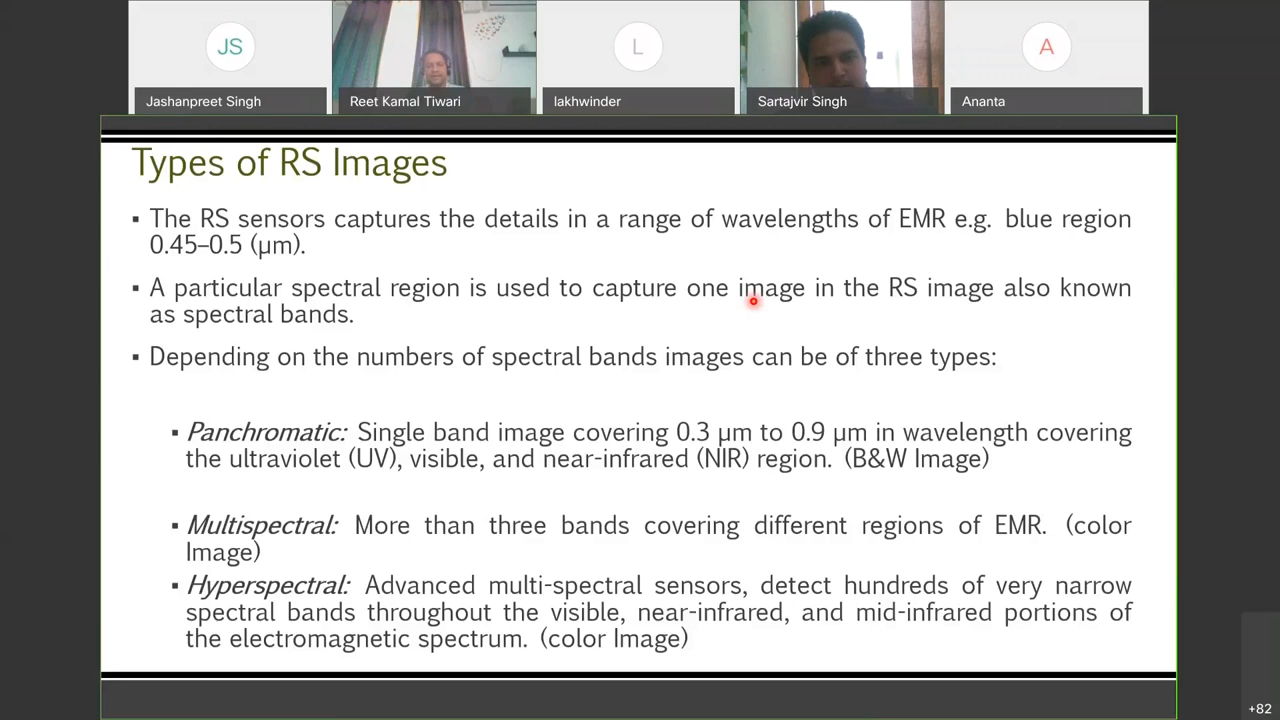 JS
L
A
Jashanpreet Singh
Reet Kamal Tiwari
lakhwinder
Sartajvir Singh
Ananta
Types of RS Images
▪ The RS sensors captures the details in a range of wavelengths of EMR e.g. blue region
0.45–0.5 (µm).
▪ A particular spectral region is used to capture one image in the RS image also known
as spectral bands.
▪ Depending on the numbers of spectral bands images can be of three types:
▪ Panchromatic: Single band image covering 0.3 µm to 0.9 µm in wavelength covering
the ultraviolet (UV), visible, and near-infrared (NIR) region. (B&W Image)
▪ Multispectral: More than three bands covering different regions of EMR. (color
Image)
▪ Hyperspectral: Advanced multi-spectral sensors, detect hundreds of very narrow
spectral bands throughout the visible, near-infrared, and mid-infrared portions of
the electromagnetic spectrum. (color Image)
+82